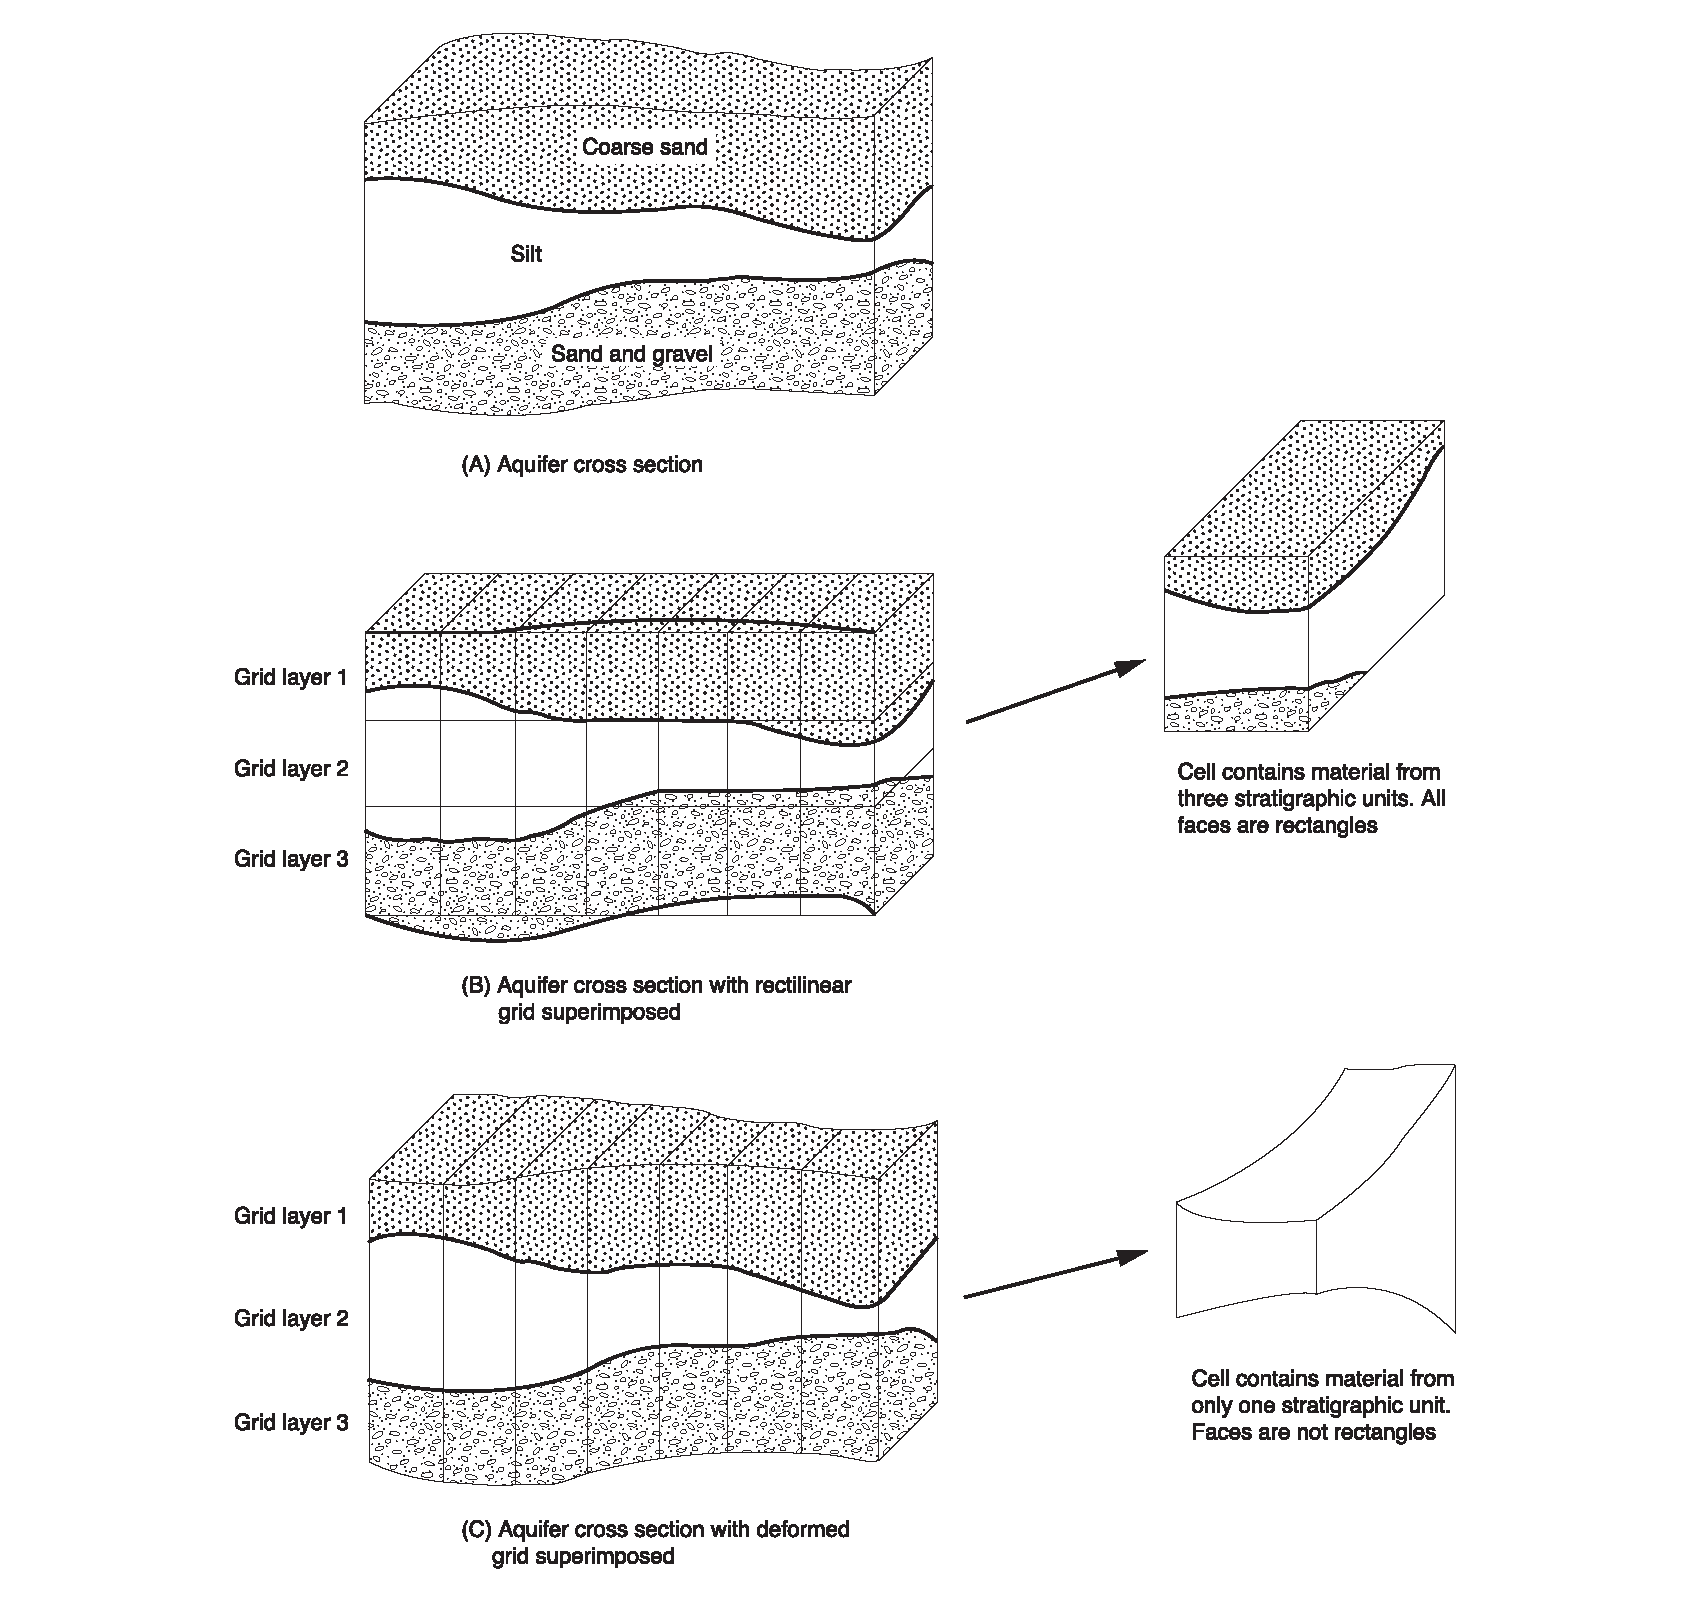 Coarse sand
Silt
Sand and gravel
(A) Aquifer cross section
Grid layer 1
Grid layer 2
Grid layer 3
Cell contains material from
three stratigraphic units. All
faces are rectangles
(B) Aquifer cross section with rectilinear
grid superimposed
Grid layer 1
Grid layer 2
Grid layer 3
Cell contains material from
only one stratigraphic unit.
Faces are not rectangles
(C) Aquifer cross section with deformed
grid superimposed